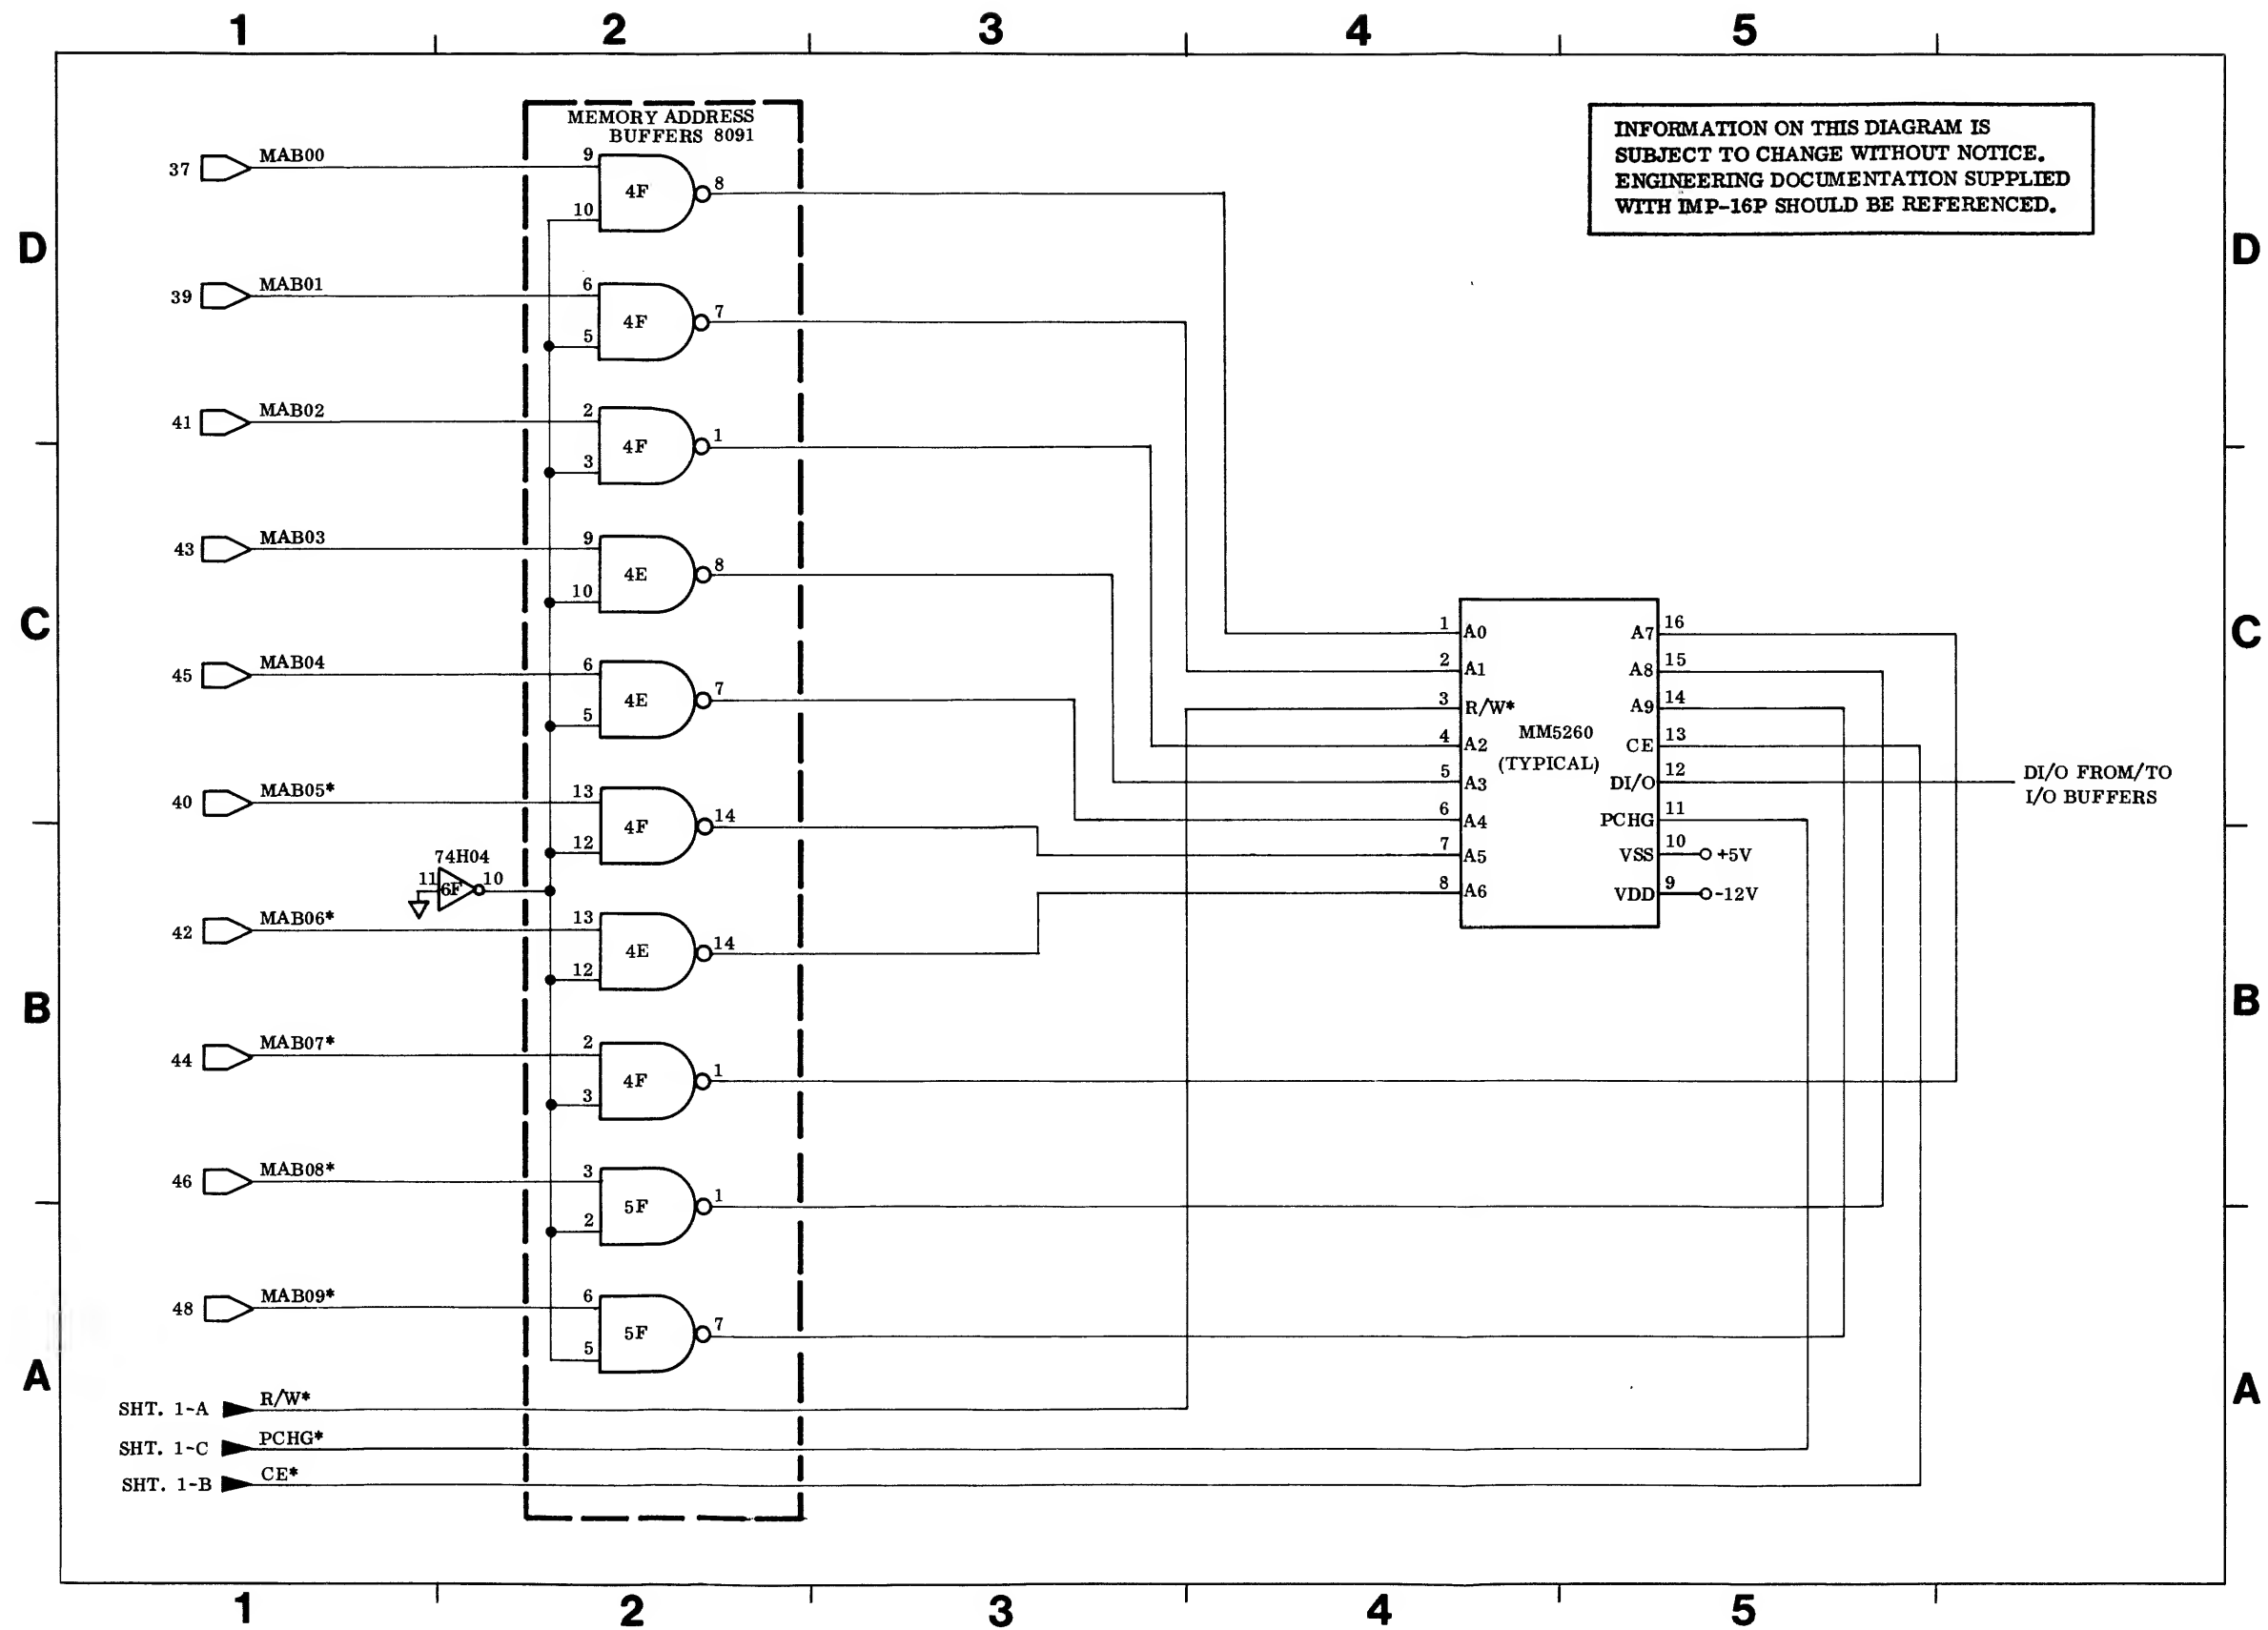 1 2 3 4 5
MEMORY ADDRESS
BUFFERS 8091
INFORMATION ON THIS DIAGRAM IS
SUBJECT TO CHANGE WITHOUT NOTICE.
ENGINEERING DOCUMENTATION SUPPLIED
WITH IMP-16P SHOULD BE REFERENCED.
D
D
37 MAB00 9 10 4F 8
39 MAB01 6 5 4F 7
41 MAB02 2 3 4F 1
C
C
43 MAB03 9 10 4E 8
45 MAB04 6 5 4E 7
40 MAB05* 13 12 4F 14
74H04
11 6F 10
42 MAB06* 13 12 4E 14
B
B
44 MAB07* 2 3 4F 1
46 MAB08* 3 2 5F 1
48 MAB09* 6 5 5F 7
A
A
1 A0
2 A1
3 R/W*
4 A2
5 A3
6 A4
7 A5
8 A6
MM5260
(TYPICAL)
A7 16
A8 15
A9 14
CE 13
DI/O 12
PCHG 11
VSS 10 +5V
VDD 9 -12V
DI/O FROM/TO
I/O BUFFERS
SHT. 1-A R/W*
SHT. 1-C PCHG*
SHT. 1-B CE*
1 2 3 4 5